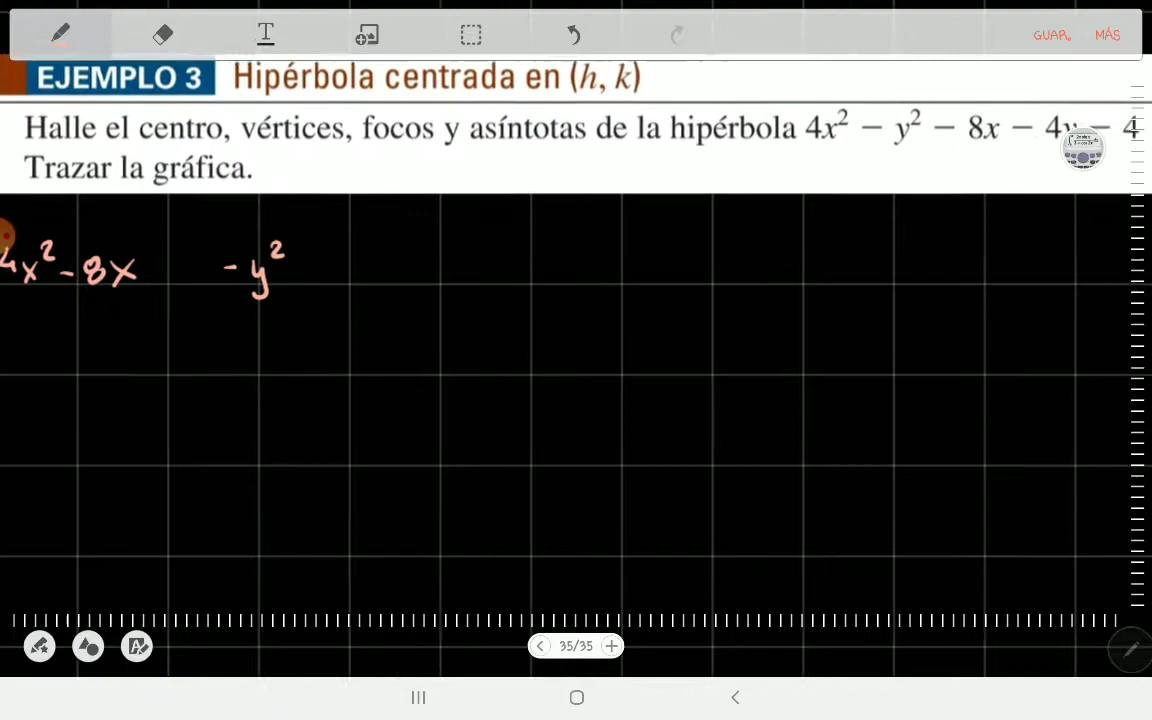 T GUAR. MÁS
EJEMPLO 3 Hipérbola centrada en (h, k)
Halle el centro, vértices, focos y asíntotas de la hipérbola 4x² − y² − 8x − 4y − 4
Trazar la gráfica.
4x² - 8x - y²
35/35